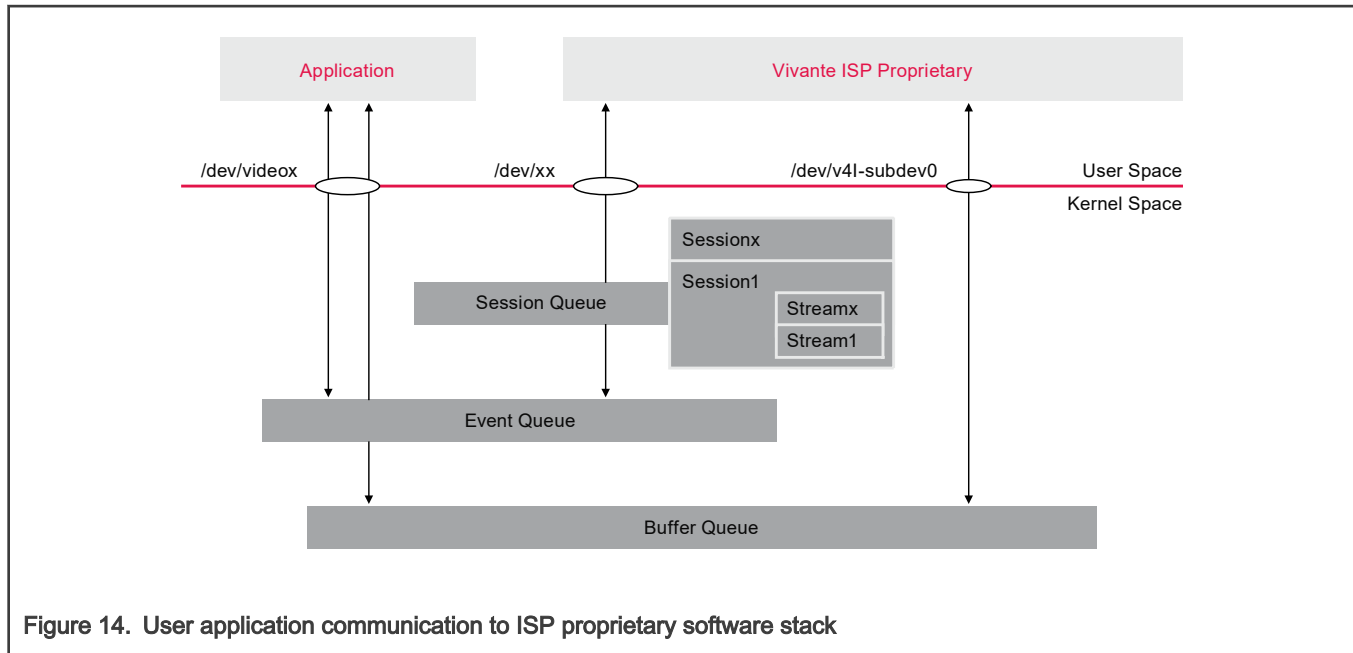 Application
Vivante ISP Proprietary
/dev/videox
/dev/xx
/dev/v4l-subdev0
User Space
Kernel Space
Sessionx
Session1
Session Queue
Streamx
Stream1
Event Queue
Buffer Queue
Figure 14. User application communication to ISP proprietary software stack